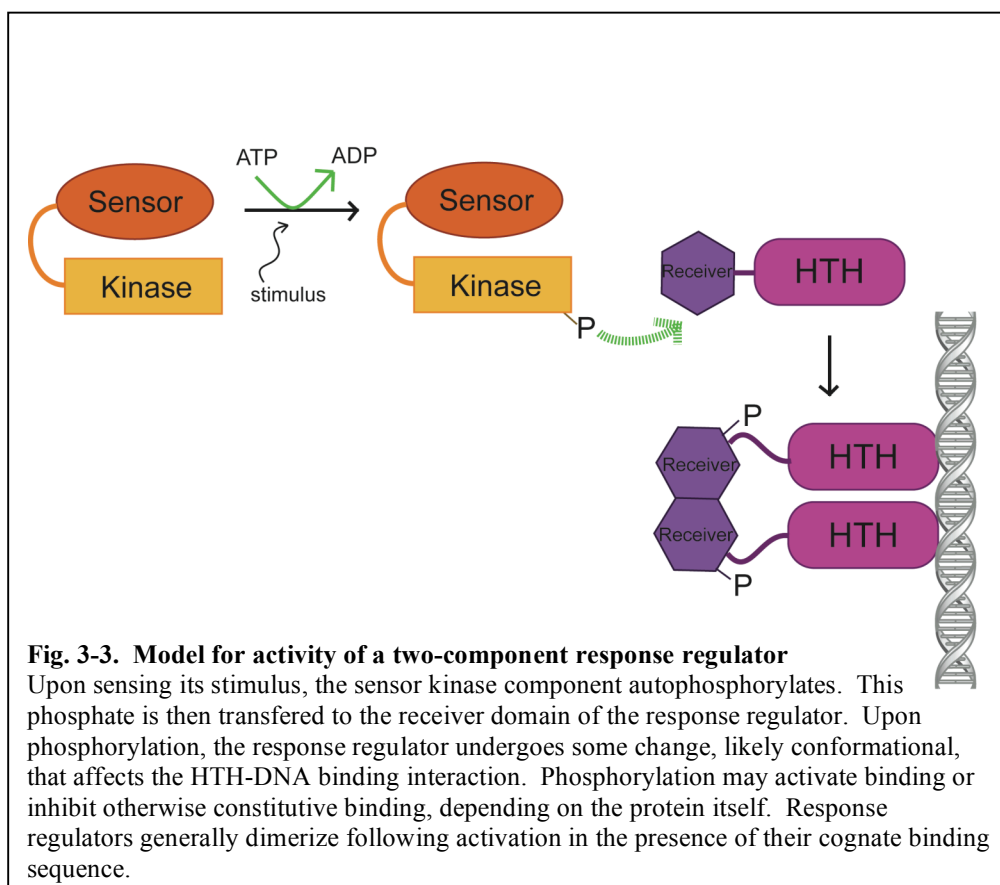 ATP ADP
Sensor Sensor
Kinase stimulus Kinase
P
Receiver HTH
P
Receiver HTH
Receiver HTH
P
Fig. 3-3. Model for activity of a two-component response regulator
Upon sensing its stimulus, the sensor kinase component autophosphorylates. This
phosphate is then transfered to the receiver domain of the response regulator. Upon
phosphorylation, the response regulator undergoes some change, likely conformational,
that affects the HTH-DNA binding interaction. Phosphorylation may activate binding or
inhibit otherwise constitutive binding, depending on the protein itself. Response
regulators generally dimerize following activation in the presence of their cognate binding
sequence.